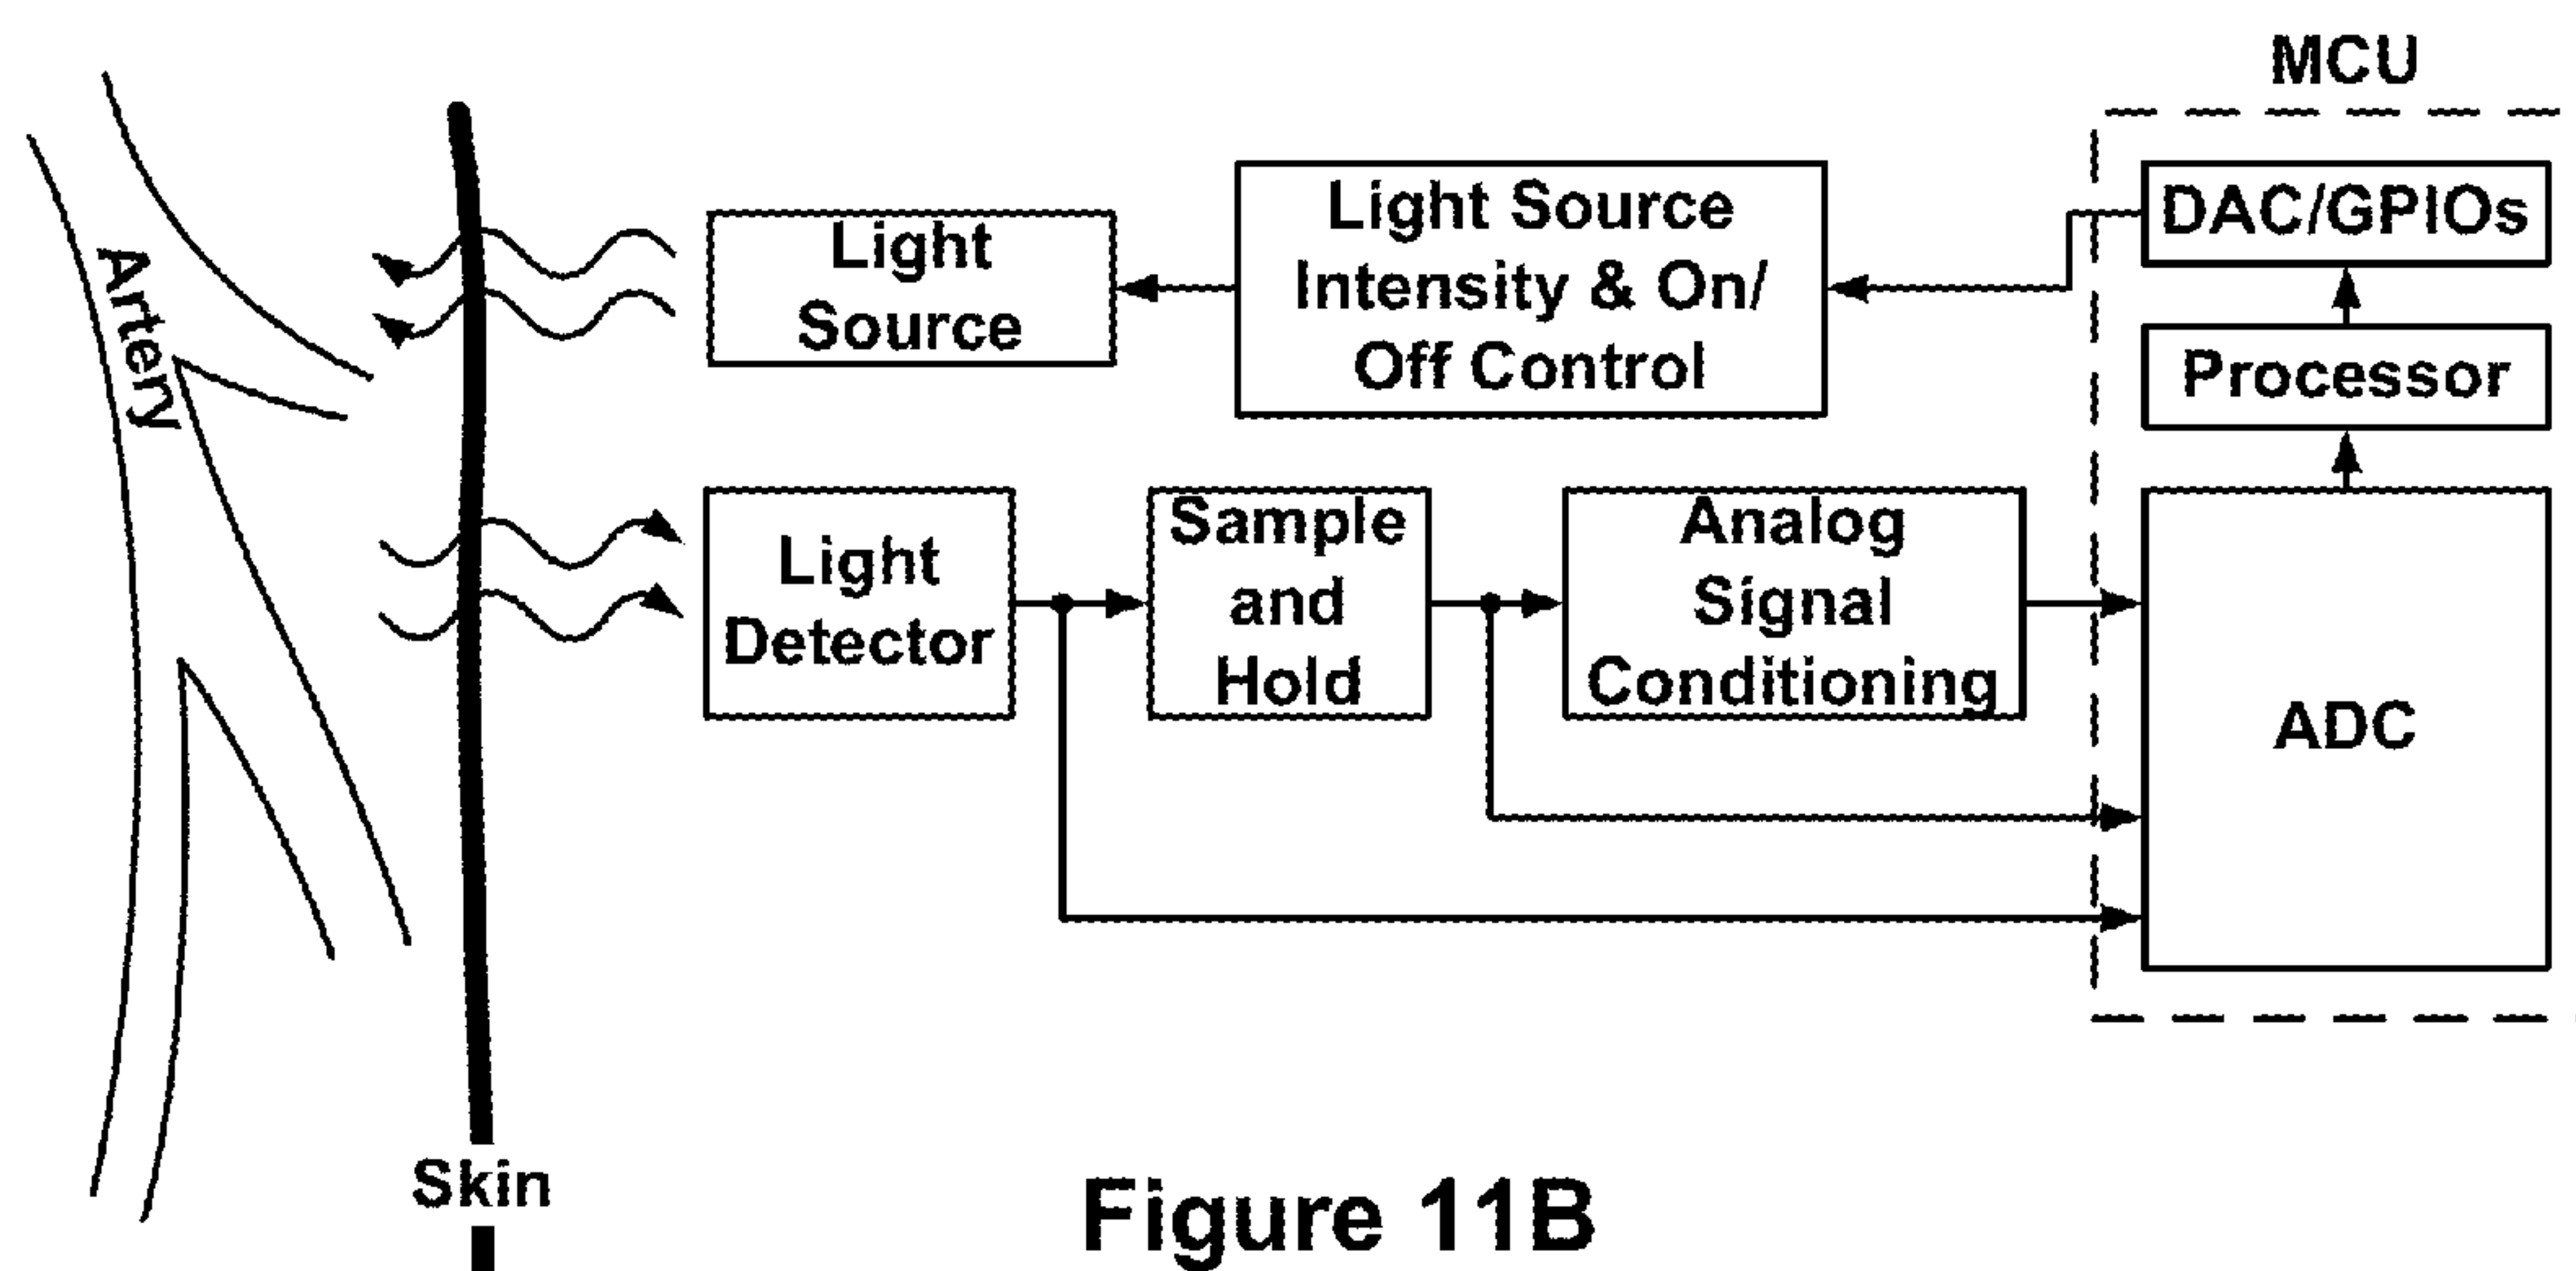 MCU
Artery
Light
Source
Light Source
Intensity & On/
Off Control
DAC/GPIOs
Processor
Light
Detector
Sample
and
Hold
Analog
Signal
Conditioning
ADC
Skin
Figure 11B